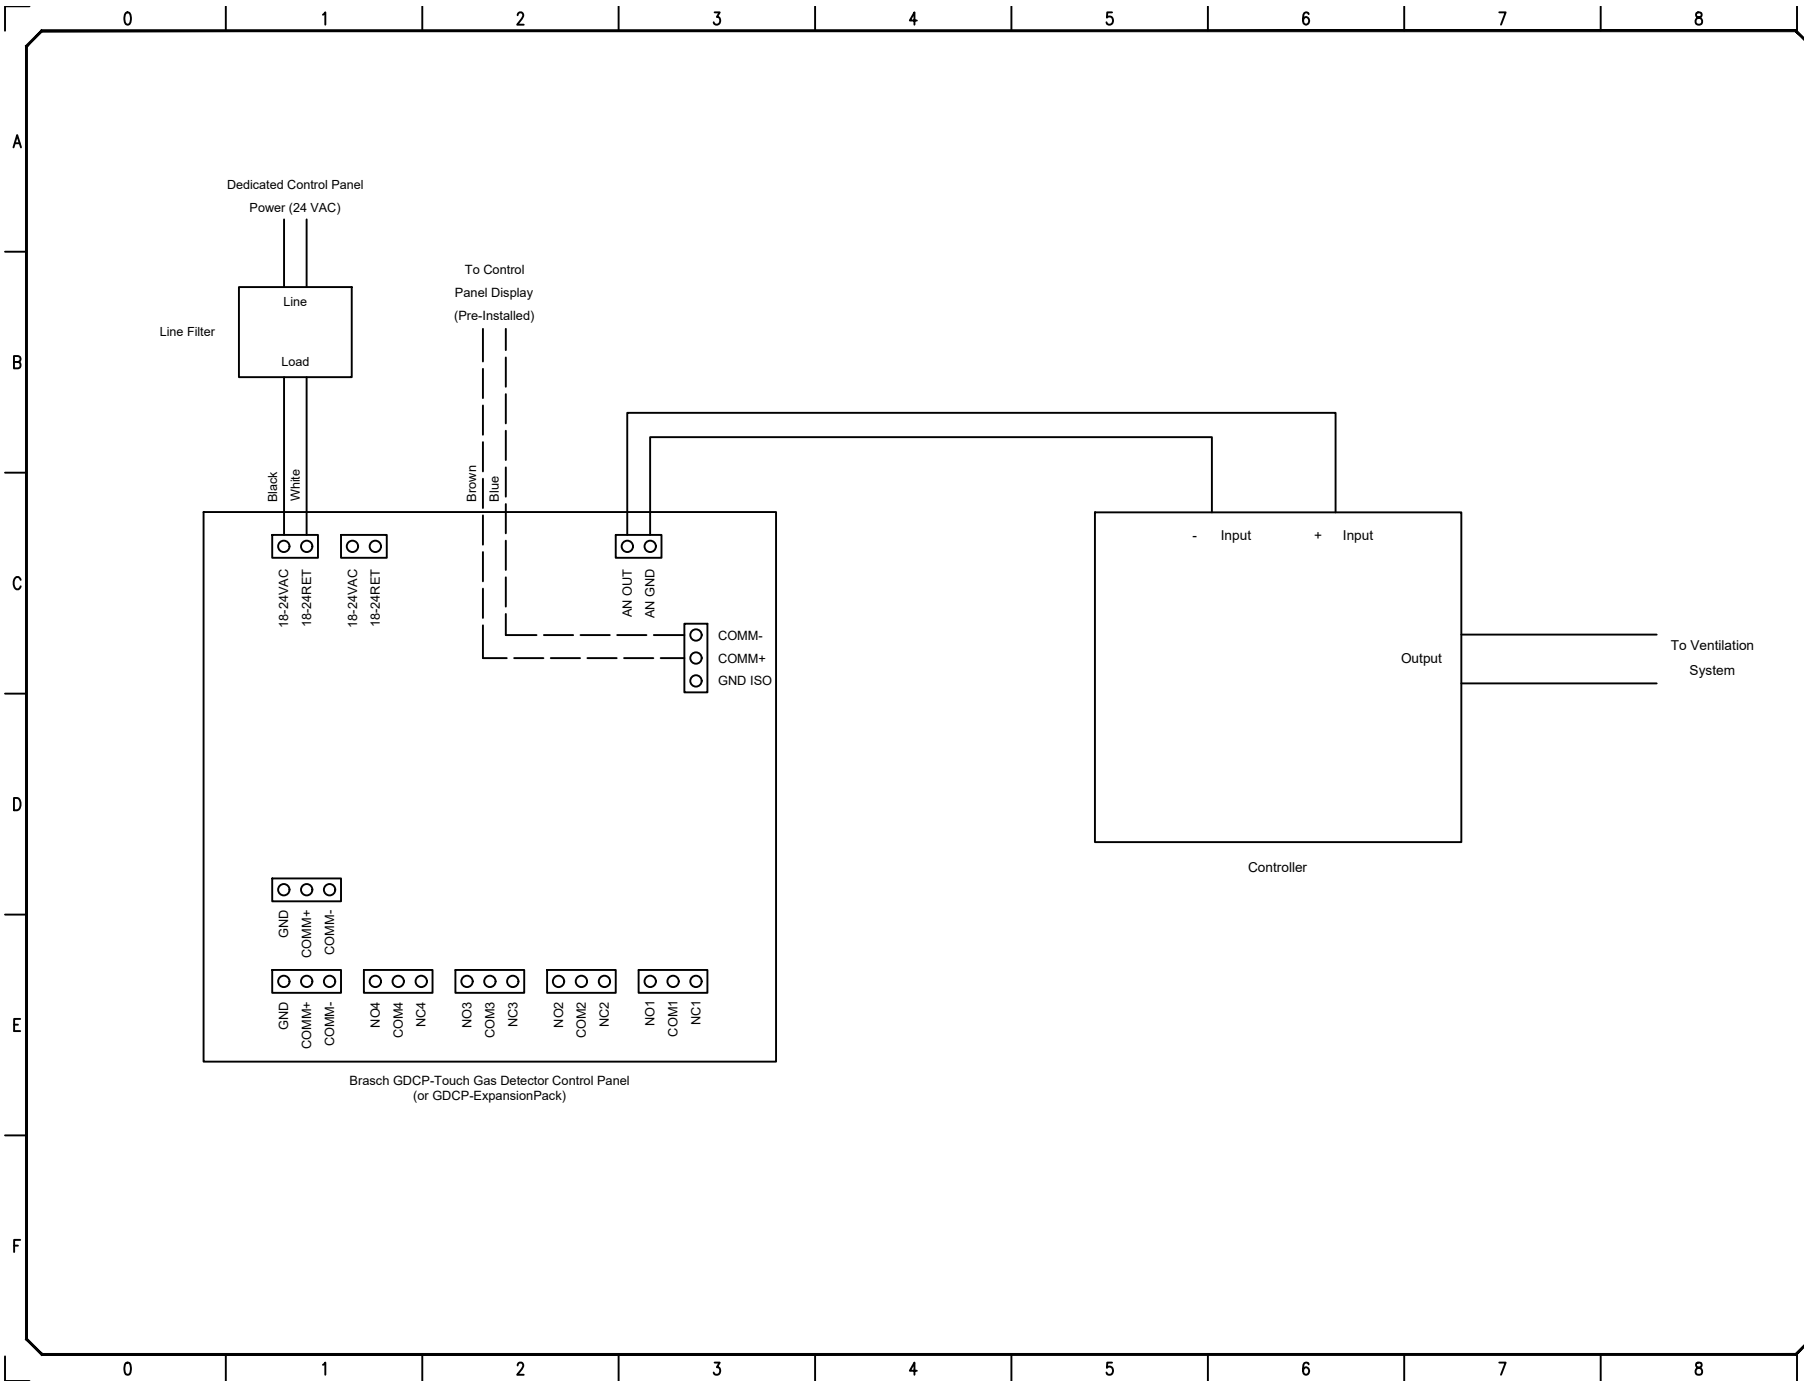 0 1 2 3 4 5 6 7 8
A
Dedicated Control Panel
Power (24 VAC)
To Control
Panel Display
(Pre-Installed)
Line
Line Filter
Load
B
Black
White
Brown
Blue
- Input + Input
C
18-24VAC
18-24RET
18-24VAC
18-24RET
AN OUT
AN GND
COMM-
COMM+
GND ISO
Output
To Ventilation
System
D
Controller
GND
COMM+
COMM-
E
GND
COMM+
COMM-
NO4
COM4
NC4
NO3
COM3
NC3
NO2
COM2
NC2
NO1
COM1
NC1
Brasch GDCP-Touch Gas Detector Control Panel
(or GDCP-ExpansionPack)
F
0 1 2 3 4 5 6 7 8